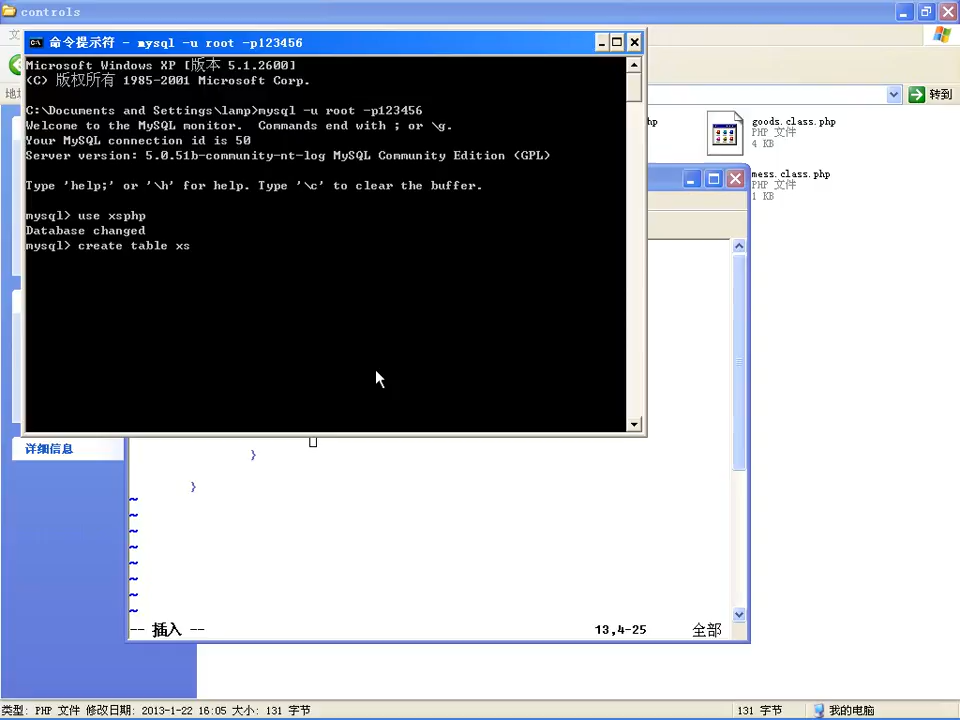 controls
命令提示符 - mysql -u root -p123456
Microsoft Windows XP [版本 5.1.2600]
(C) 版权所有 1985-2001 Microsoft Corp.
C:\Documents and Settings\lamp>mysql -u root -p123456
Welcome to the MySQL monitor.  Commands end with ; or \g.
Your MySQL connection id is 50
Server version: 5.0.51b-community-nt-log MySQL Community Edition (GPL)
Type 'help;' or '\h' for help. Type '\c' to clear the buffer.
mysql> use xsphp
Database changed
mysql> create table xs
转到
hp
goods.class.php
PHP 文件
4 KB
mess.class.php
PHP 文件
1 KB
详细信息
}
}
~
~
~
~
~
~
~
~
-- 插入 --
13,4-25
全部
类型: PHP 文件 修改日期: 2013-1-22 16:05 大小: 131 字节
131 字节
我的电脑